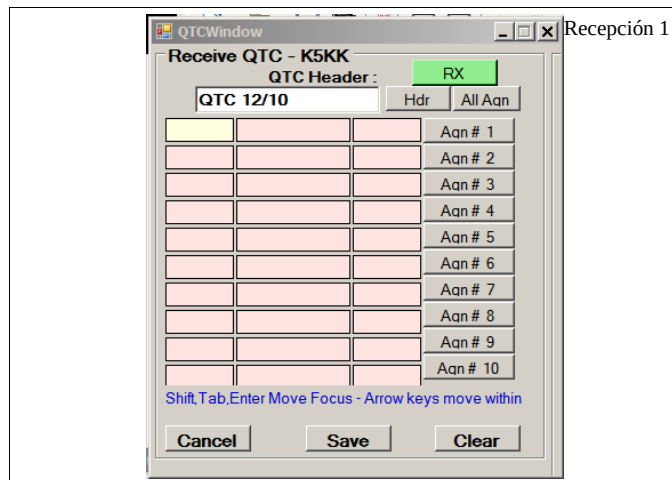 QTCWindow
Recepción 1
Receive QTC - K5KK
QTC Header :
RX
QTC 12/10
Hdr
All Agn
Agn # 1
Agn # 2
Agn # 3
Agn # 4
Agn # 5
Agn # 6
Agn # 7
Agn # 8
Agn # 9
Agn # 10
Shift,Tab,Enter Move Focus - Arrow keys move within
Cancel
Save
Clear